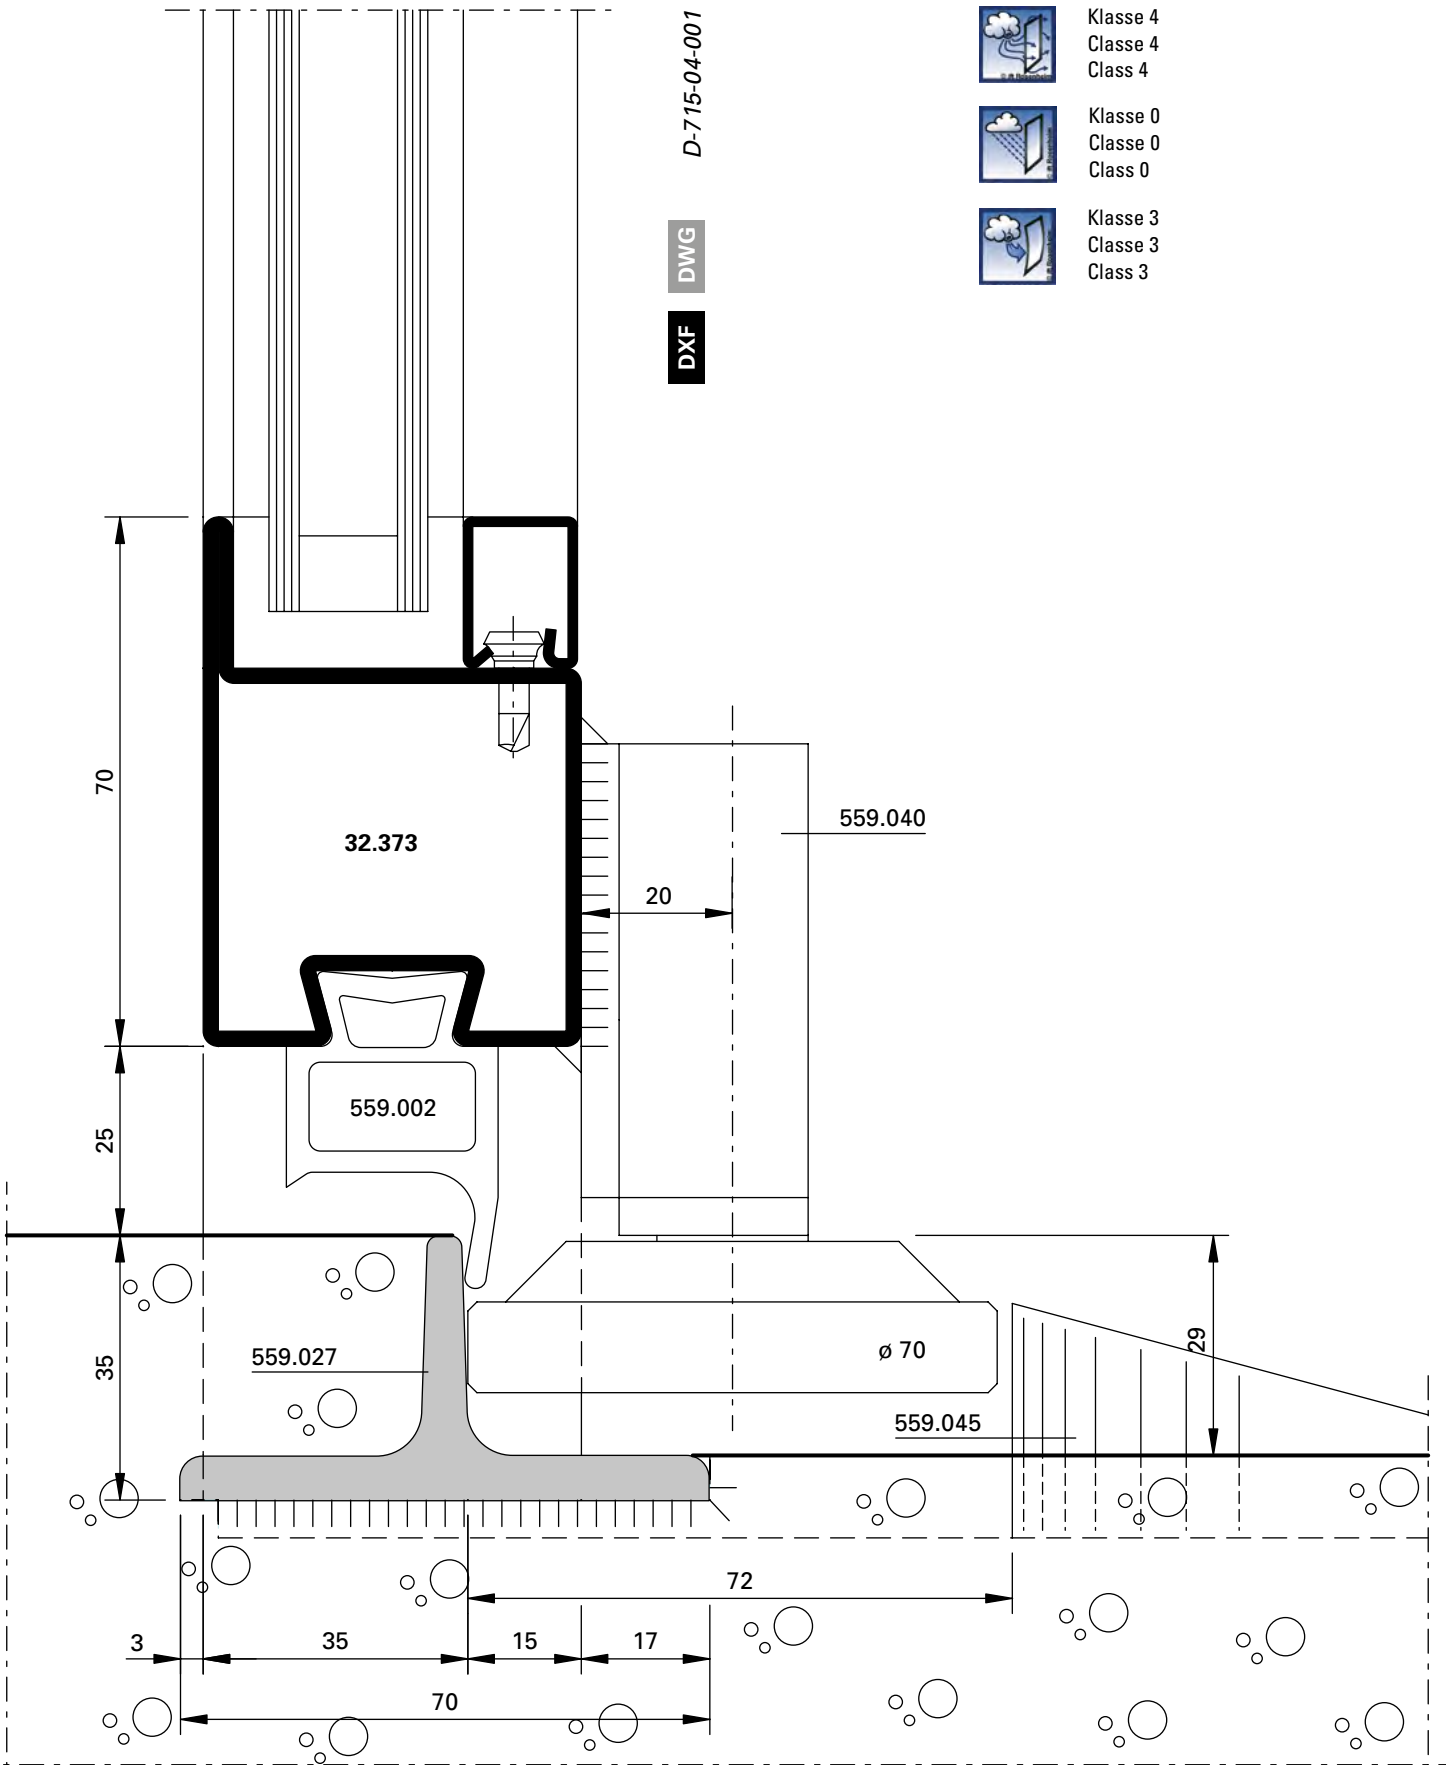 D-715-04-001
DWG
DXF
Klasse 4
Classe 4
Class 4
Klasse 0
Classe 0
Class 0
Klasse 3
Classe 3
Class 3
70
32.373
559.040
20
25
559.002
35
559.027
ø 70
29
559.045
72
3
35
15
17
70